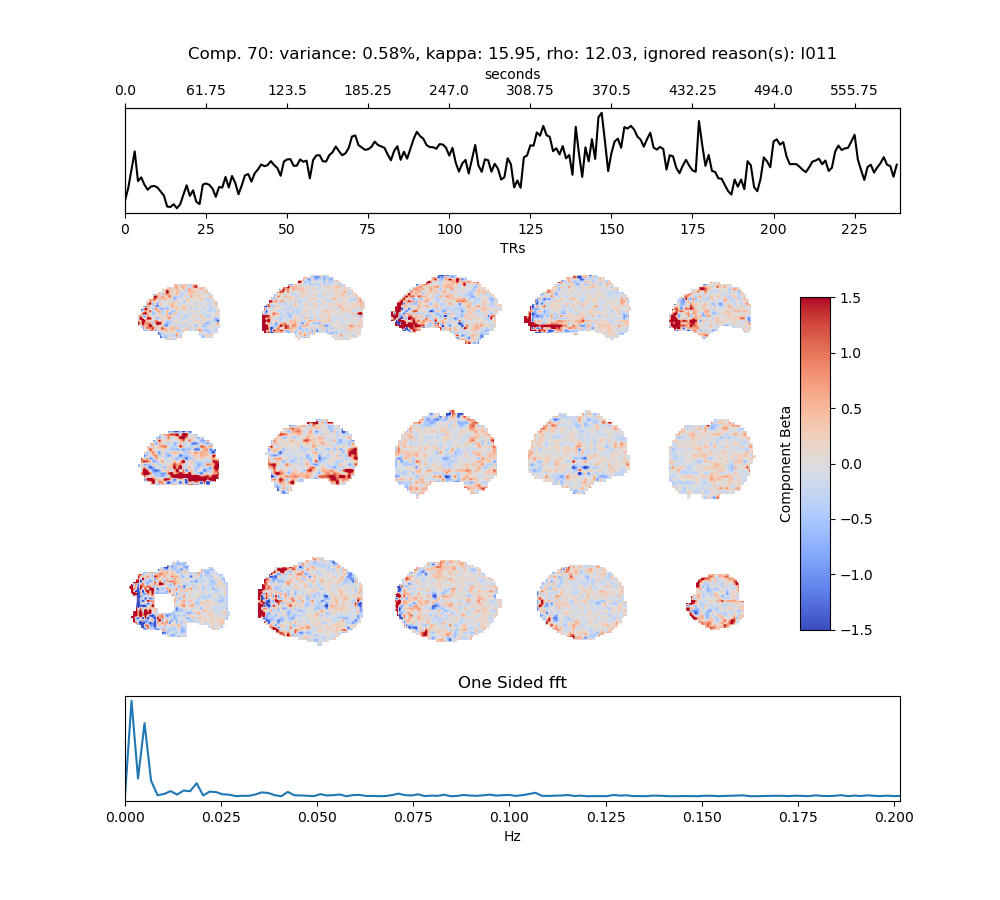 Comp. 70: variance: 0.58%, kappa: 15.95, rho: 12.03, ignored reason(s): I011
seconds
0.0 61.75 123.5 185.25 247.0 308.75 370.5 432.25 494.0 555.75
0 25 50 75 100 125 150 175 200 225
TRs
1.5
1.0
0.5
0.0
−0.5
−1.0
−1.5
Component Beta
One Sided fft
0.000 0.025 0.050 0.075 0.100 0.125 0.150 0.175 0.200
Hz